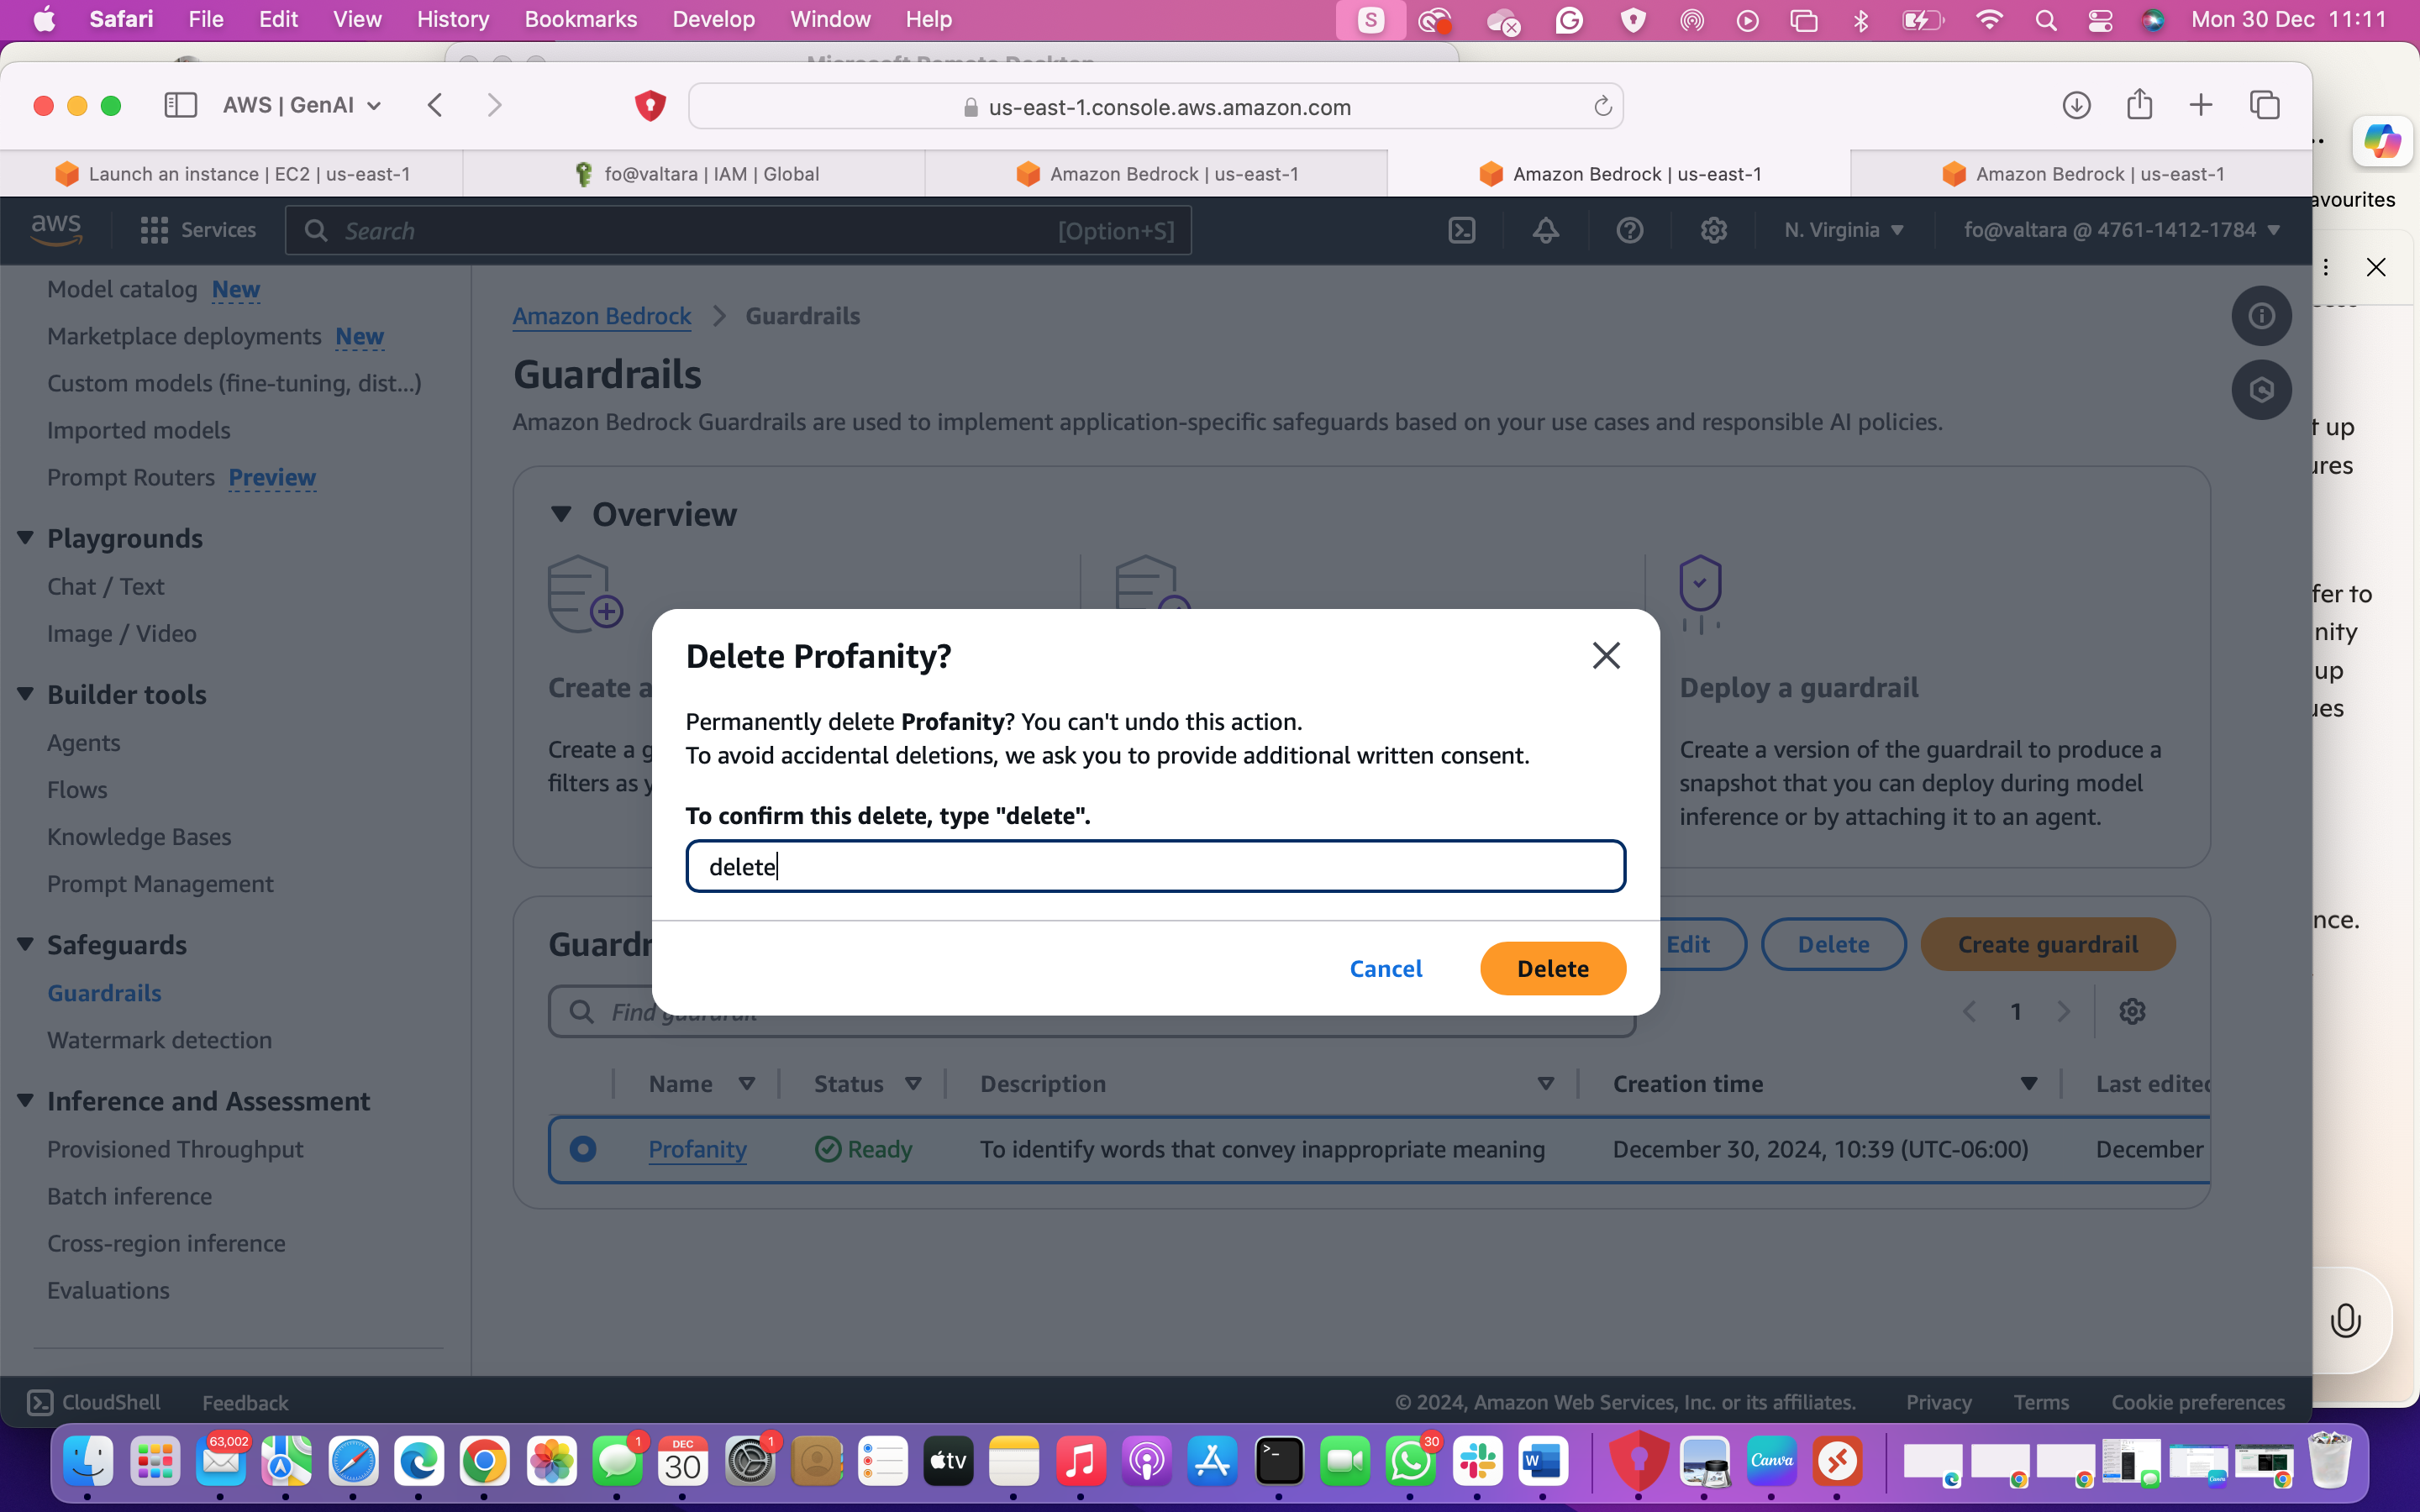 Safari File Edit View History Bookmarks Develop Window Help
S
Mon 30 Dec 11:11
Microsoft Remote Desktop
AWS | GenAI
us-east-1.console.aws.amazon.com
Launch an instance | EC2 | us-east-1
fo@valtara | IAM | Global
Amazon Bedrock | us-east-1
Amazon Bedrock | us-east-1
Amazon Bedrock | us-east-1
avourites
aws
Services
Search
[Option+S]
N. Virginia
fo@valtara @ 4761-1412-1784
Model catalog New
Marketplace deployments New
Custom models (fine-tuning, dist...)
Imported models
Prompt Routers Preview
Playgrounds
Chat / Text
Image / Video
Builder tools
Agents
Flows
Knowledge Bases
Prompt Management
Safeguards
Guardrails
Watermark detection
Inference and Assessment
Provisioned Throughput
Batch inference
Cross-region inference
Evaluations
Amazon Bedrock > Guardrails
Guardrails
Amazon Bedrock Guardrails are used to implement application-specific safeguards based on your use cases and responsible AI policies.
Overview
Create a
Create a g
filters as y
Deploy a guardrail
Create a version of the guardrail to produce a
snapshot that you can deploy during model
inference or by attaching it to an agent.
Delete Profanity?
Permanently delete Profanity? You can't undo this action.
To avoid accidental deletions, we ask you to provide additional written consent.
To confirm this delete, type "delete".
delete
Cancel
Delete
Guardr
Edit
Delete
Create guardrail
Find guardrail
1
Name
Status
Description
Creation time
Last edited
Profanity
Ready
To identify words that convey inappropriate meaning
December 30, 2024, 10:39 (UTC-06:00)
December
t up
ures
fer to
nity
up
ues
nce.
CloudShell
Feedback
© 2024, Amazon Web Services, Inc. or its affiliates.
Privacy
Terms
Cookie preferences
63,002
1
DEC
30
1
tv
30
W
Canva